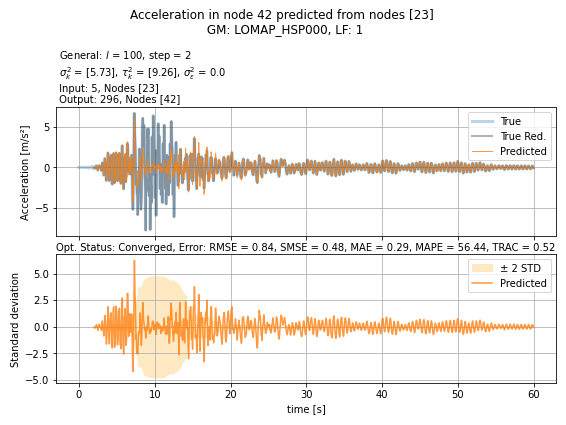 Acceleration in node 42 predicted from nodes [23]
GM: LOMAP_HSP000, LF: 1
General: l = 100, step = 2
σ²ₖ = [5.73], τ²ₖ = [9.26], σ²ε = 0.0
Input: 5, Nodes [23]
Output: 296, Nodes [42]
Acceleration [m/s²]
5
0
−5
True
True Red.
Predicted
Opt. Status: Converged, Error: RMSE = 0.84, SMSE = 0.48, MAE = 0.29, MAPE = 56.44, TRAC = 0.52
Standard deviation
5.0
2.5
0.0
−2.5
−5.0
± 2 STD
Predicted
0 10 20 30 40 50 60
time [s]